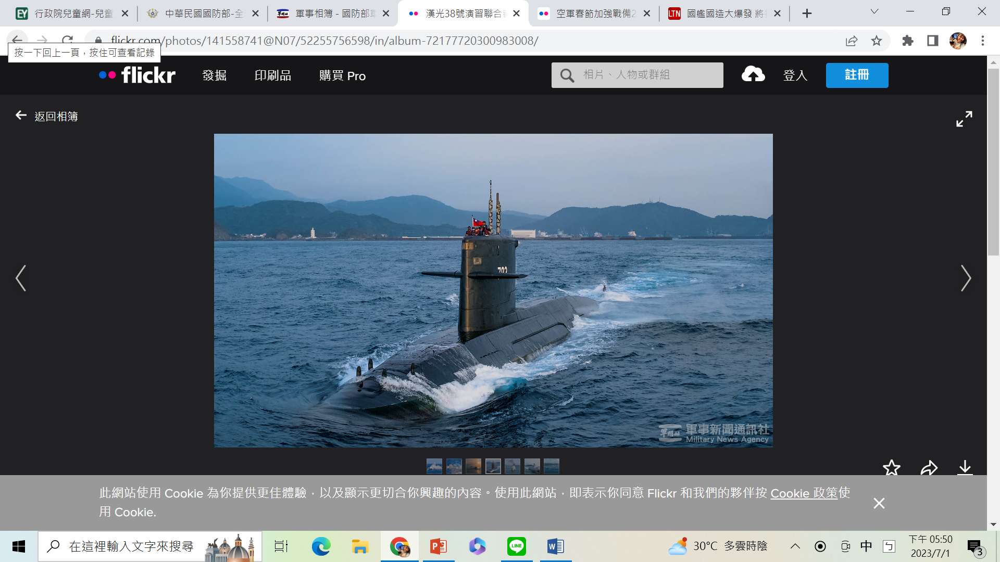 行政院兒童網-兒童
中華民國國防部-全
軍事相簿 - 國防部軍
漢光38號演習聯合
空軍春節加強戰備2
LTN 國艦國造大爆發 將
flickr.com/photos/141558741@N07/52255756598/in/album-72177720300983008/
按一下回上一頁，按住可查看記錄
flickr
發掘
印刷品
購買 Pro
相片、人物或群組
登入
註冊
返回相簿
軍事新聞通訊社
Military News Agency
此網站使用 Cookie 為你提供更佳體驗，以及顯示更切合你興趣的內容。使用此網站，即表示你同意 Flickr 和我們的夥伴按 Cookie 政策使
用 Cookie.
在這裡輸入文字來搜尋
LINE
30°C 多雲時陰
中
ㄅ
下午 05:50
2023/7/1
3